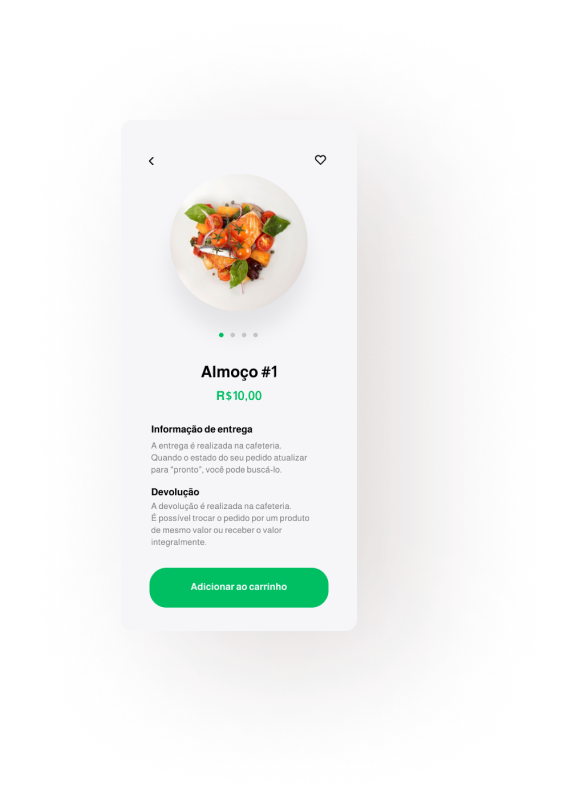 Almoço #1
R$10,00
Informação de entrega
A entrega é realizada na cafeteria.
Quando o estado do seu pedido atualizar
para "pronto", você pode buscá-lo.
Devolução
A devolução é realizada na cafeteria.
É possível trocar o pedido por um produto
de mesmo valor ou receber o valor
integralmente.
Adicionar ao carrinho